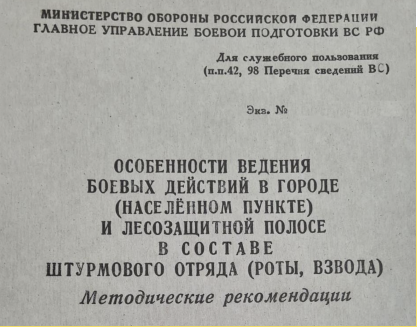 МИНИСТЕРСТВО ОБОРОНЫ РОССИЙСКОЙ ФЕДЕРАЦИИ
ГЛАВНОЕ УПРАВЛЕНИЕ БОЕВОЙ ПОДГОТОВКИ ВС РФ
Для служебного пользования
(п.п.42, 98 Перечня сведений ВС)
Экз. №
ОСОБЕННОСТИ ВЕДЕНИЯ
БОЕВЫХ ДЕЙСТВИЙ В ГОРОДЕ
(НАСЕЛЁННОМ ПУНКТЕ)
И ЛЕСОЗАЩИТНОЙ ПОЛОСЕ
В СОСТАВЕ
ШТУРМОВОГО ОТРЯДА (РОТЫ, ВЗВОДА)
Методические рекомендации